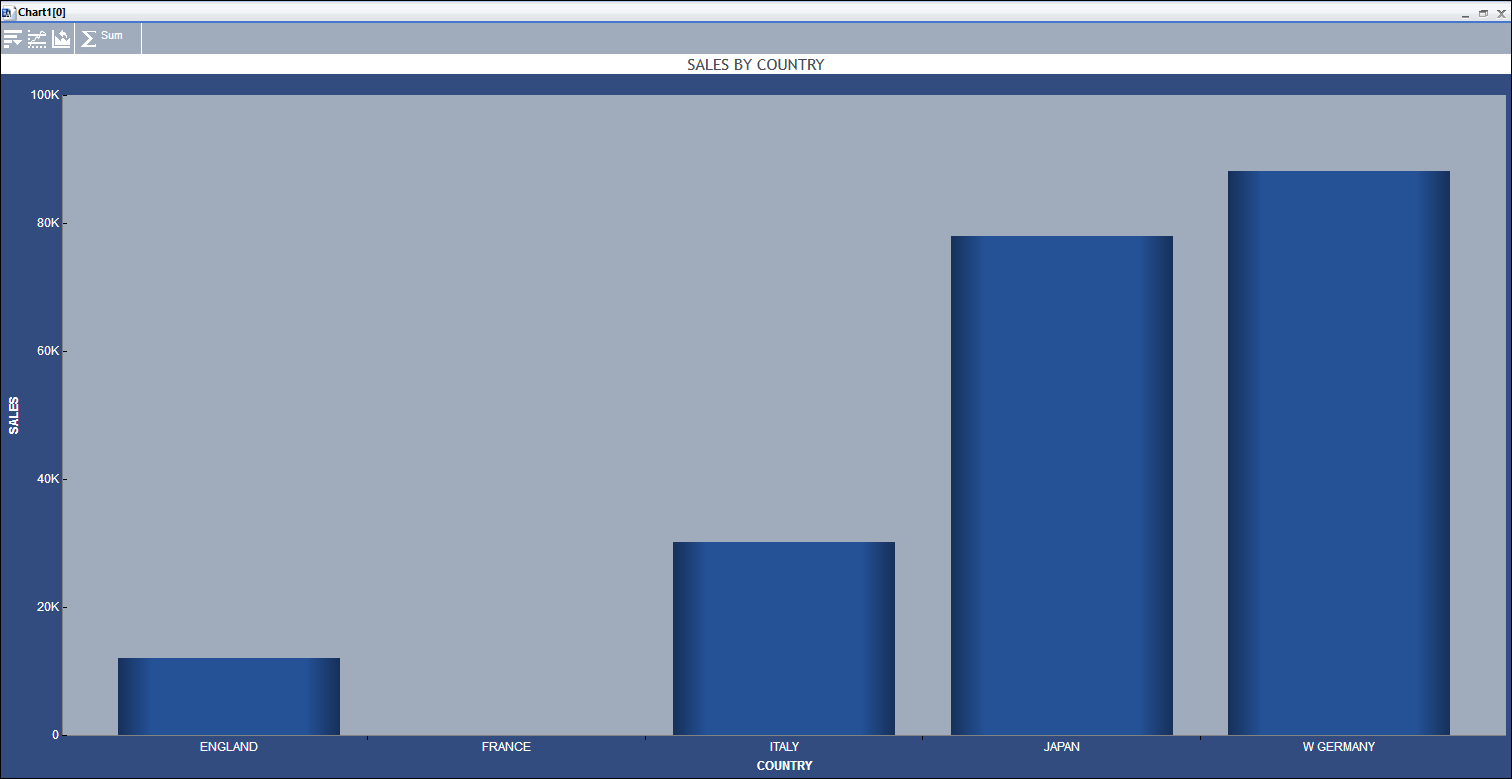 Chart1[0]
Sum
SALES BY COUNTRY
100K
80K
60K
40K
20K
0
SALES
ENGLAND FRANCE ITALY JAPAN W GERMANY
COUNTRY